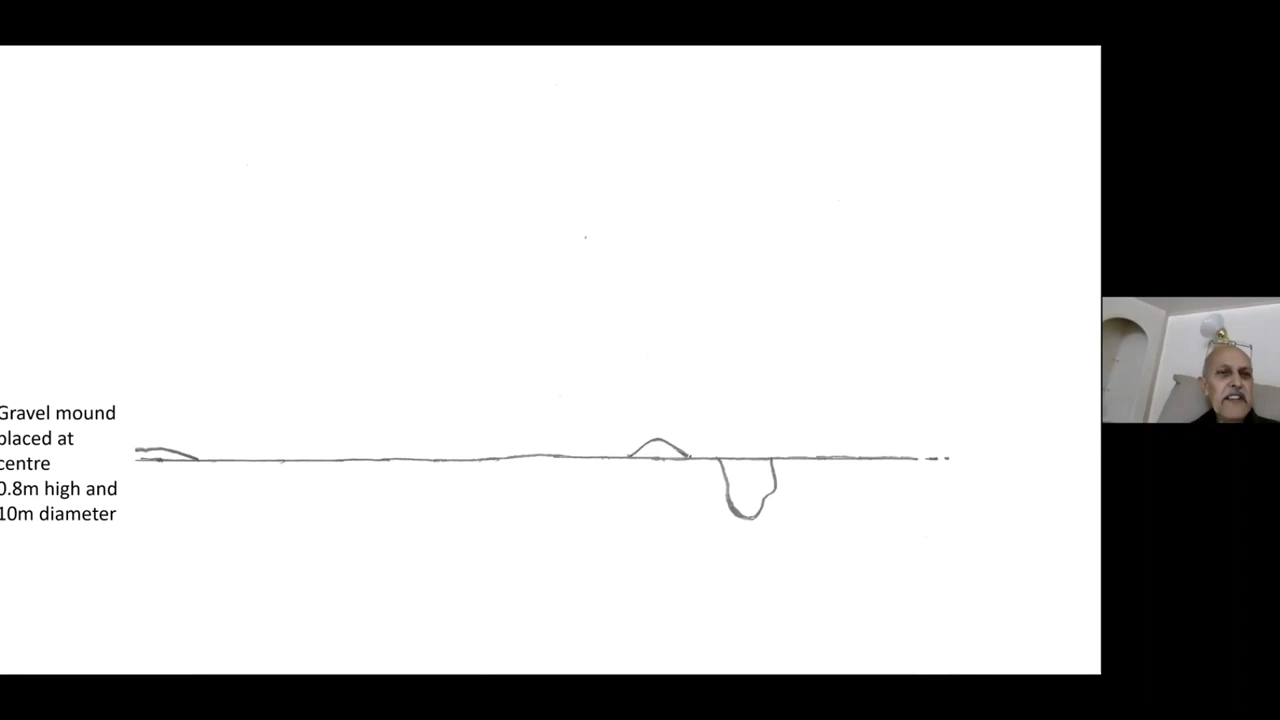 Gravel mound
placed at
centre
0.8m high and
10m diameter